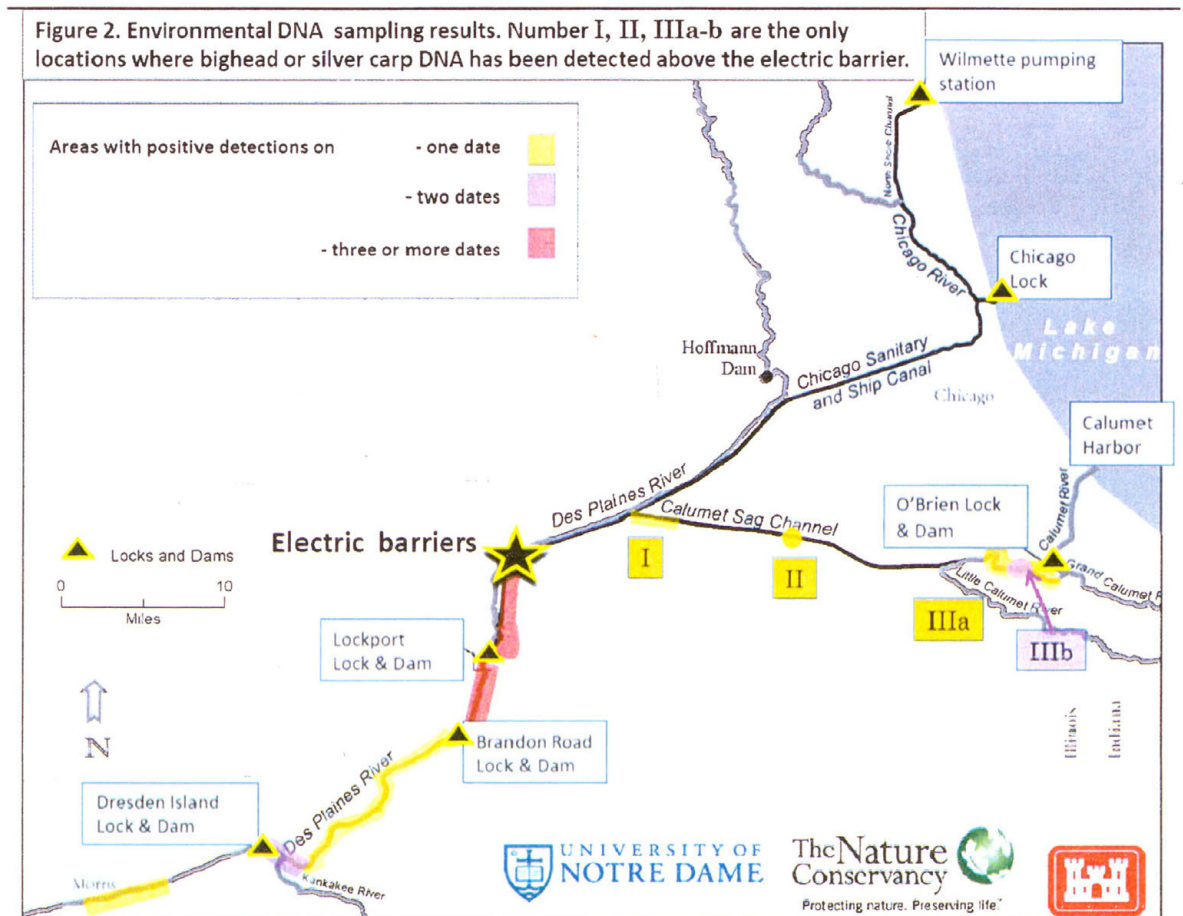 Figure 2. Environmental DNA sampling results. Number I, II, IIIa-b are the only
locations where bighead or silver carp DNA has been detected above the electric barrier.
Wilmette pumping
station
Areas with positive detections on - one date
- two dates
- three or more dates
North Shore Channel
Chicago River
Chicago
Lock
Lake
Michigan
Hoffmann
Dam
Chicago Sanitary
and Ship Canal
Chicago
Calumet
Harbor
Des Plaines River
Calumet Sag Channel
O'Brien Lock
& Dam
Calumet River
Electric barriers
Locks and Dams
0 10
Miles
I
II
Grand Calumet R
Little Calumet River
IIIa
IIIb
Lockport
Lock & Dam
N
Illinois
Indiana
Brandon Road
Lock & Dam
Dresden Island
Lock & Dam
Des Plaines River
Morris
Kankakee River
UNIVERSITY OF
NOTRE DAME
The Nature
Conservancy
Protecting nature. Preserving life.™